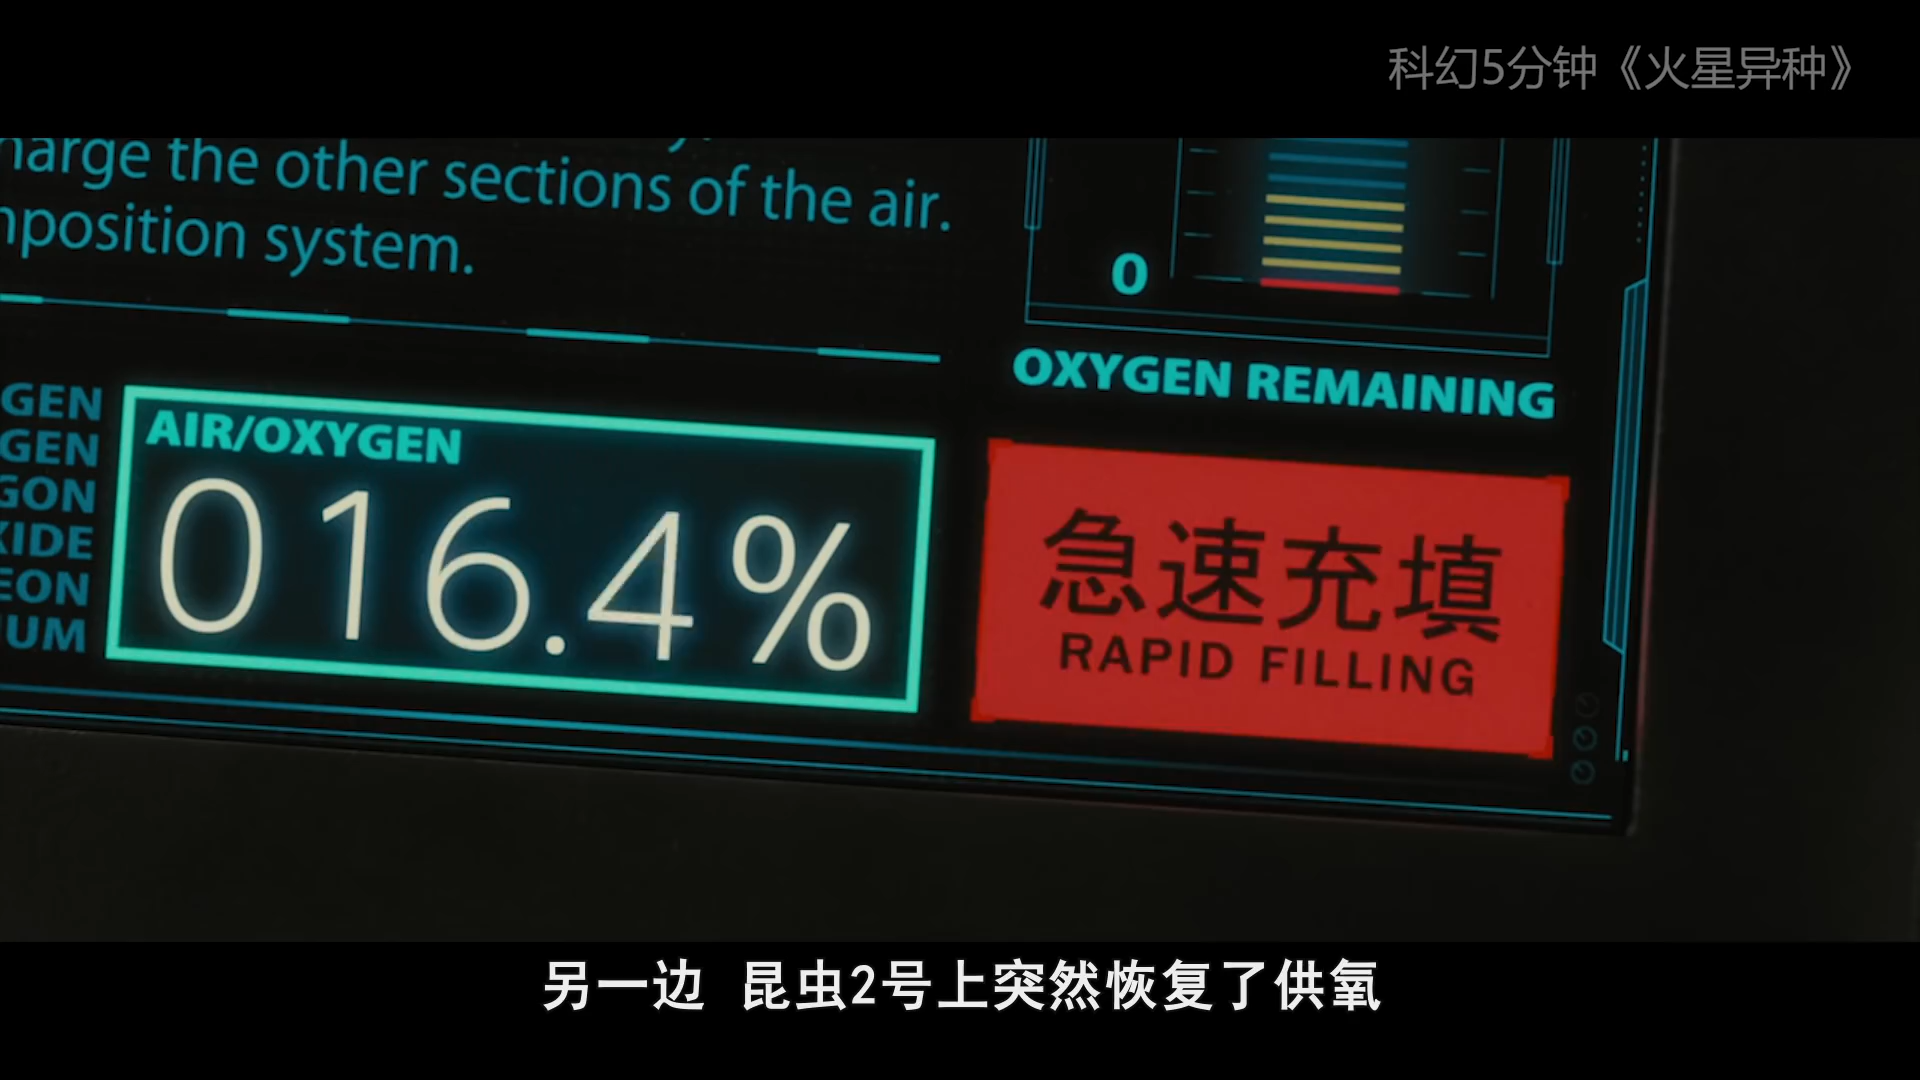 科幻5分钟《火星异种》
harge the other sections of the air.
nposition system.
0
OXYGEN REMAINING
GEN
GEN
GON
XIDE
EON
IUM
AIR/OXYGEN
016.4%
急速充填
RAPID FILLING
另一边 昆虫2号上突然恢复了供氧